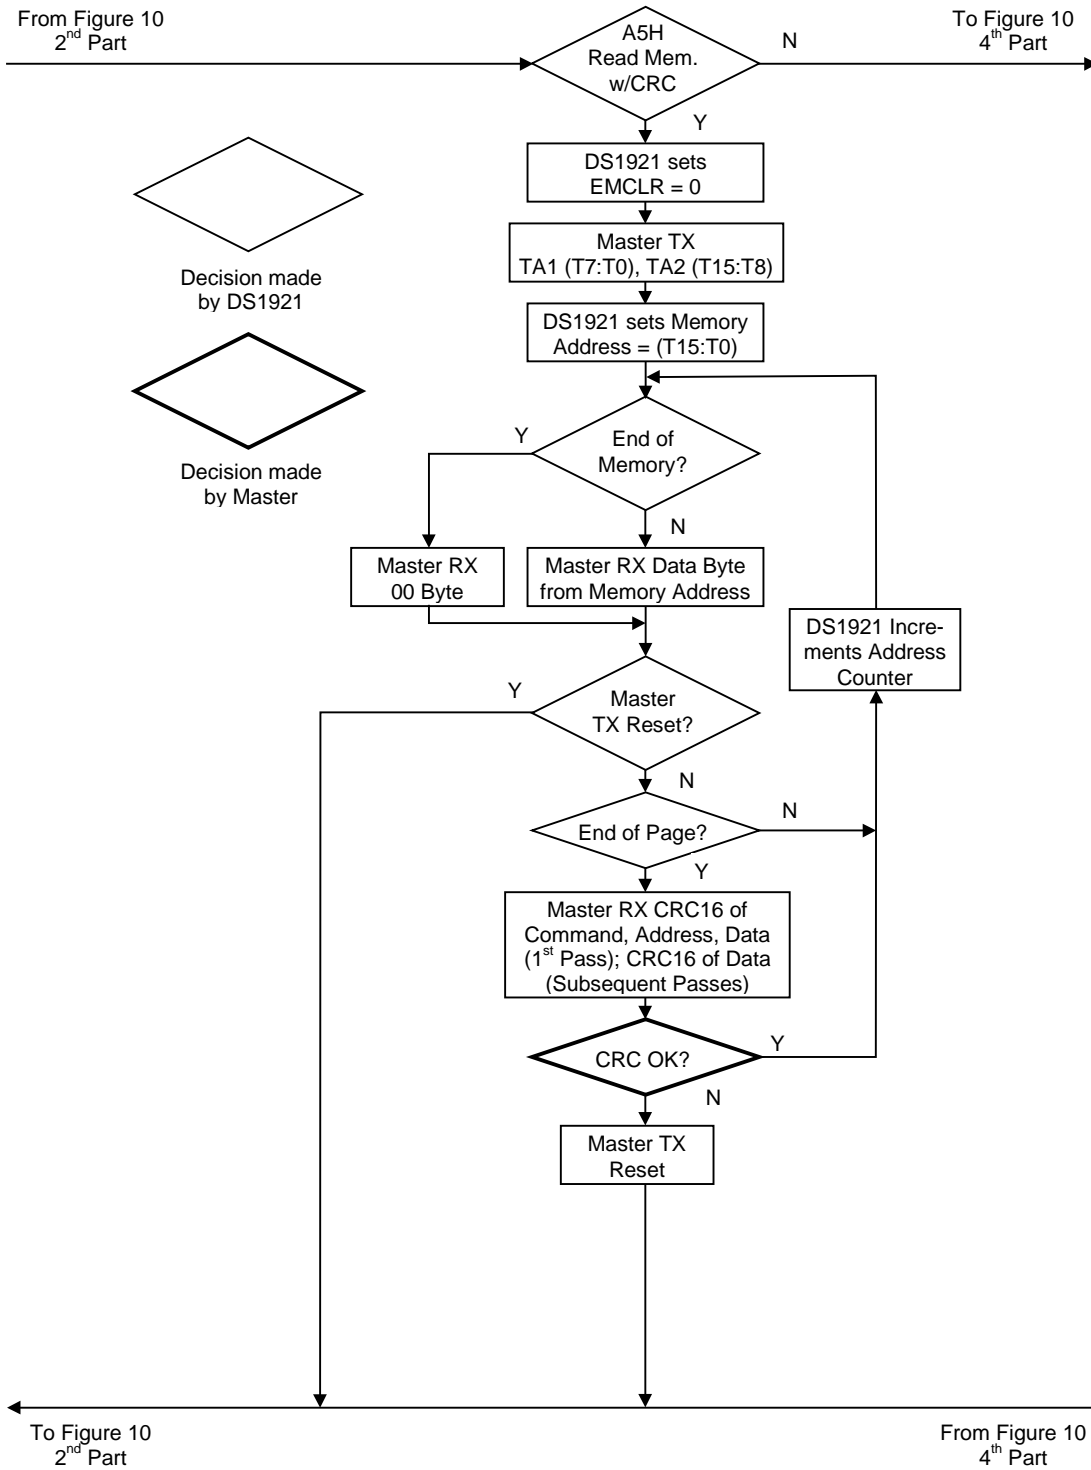 From Figure 10
2nd Part
To Figure 10
4th Part
A5H
Read Mem.
w/CRC
N
Y
DS1921 sets
EMCLR = 0
Master TX
TA1 (T7:T0), TA2 (T15:T8)
Decision made
by DS1921
DS1921 sets Memory
Address = (T15:T0)
Decision made
by Master
End of
Memory?
Y
N
Master RX
00 Byte
Master RX Data Byte
from Memory Address
DS1921 Incre-
ments Address
Counter
Master
TX Reset?
Y
N
End of Page?
N
Y
Master RX CRC16 of
Command, Address, Data
(1st Pass); CRC16 of Data
(Subsequent Passes)
CRC OK?
Y
N
Master TX
Reset
To Figure 10
2nd Part
From Figure 10
4th Part